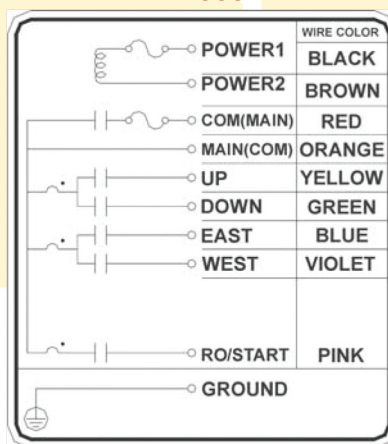 WIRE COLOR
POWER1 BLACK
POWER2 BROWN
COM(MAIN) RED
MAIN(COM) ORANGE
UP YELLOW
DOWN GREEN
EAST BLUE
WEST VIOLET
RO/START PINK
GROUND